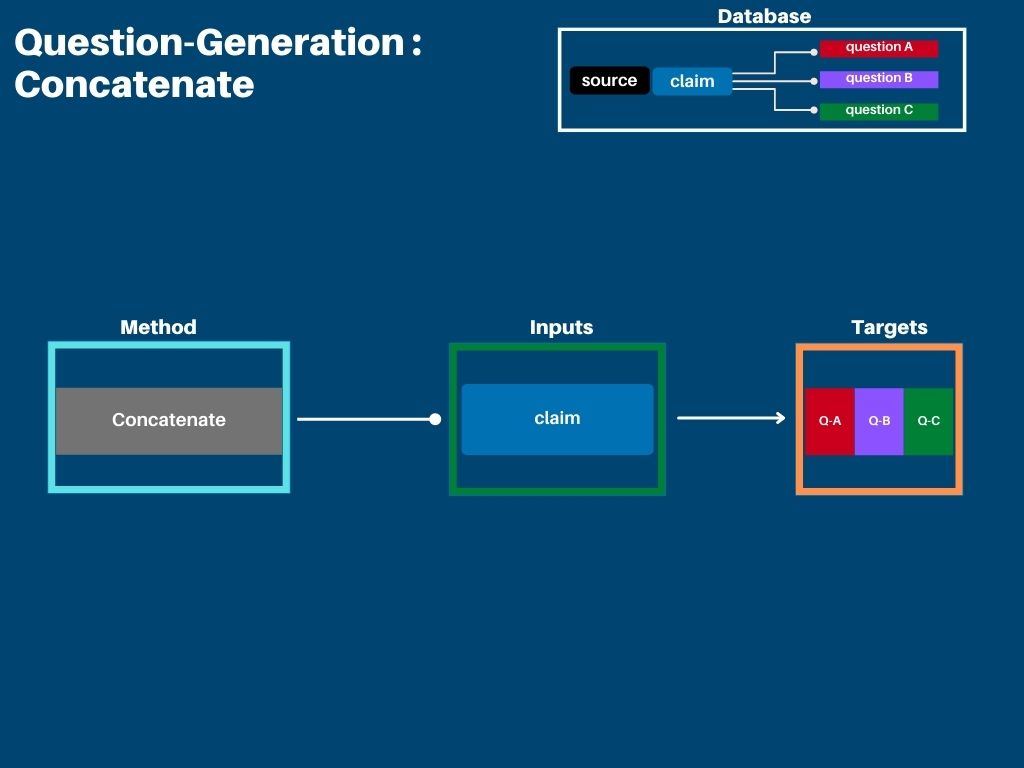 Question-Generation :
Concatenate
Database
source
claim
question A
question B
question C
Method
Concatenate
Inputs
claim
Targets
Q-A
Q-B
Q-C